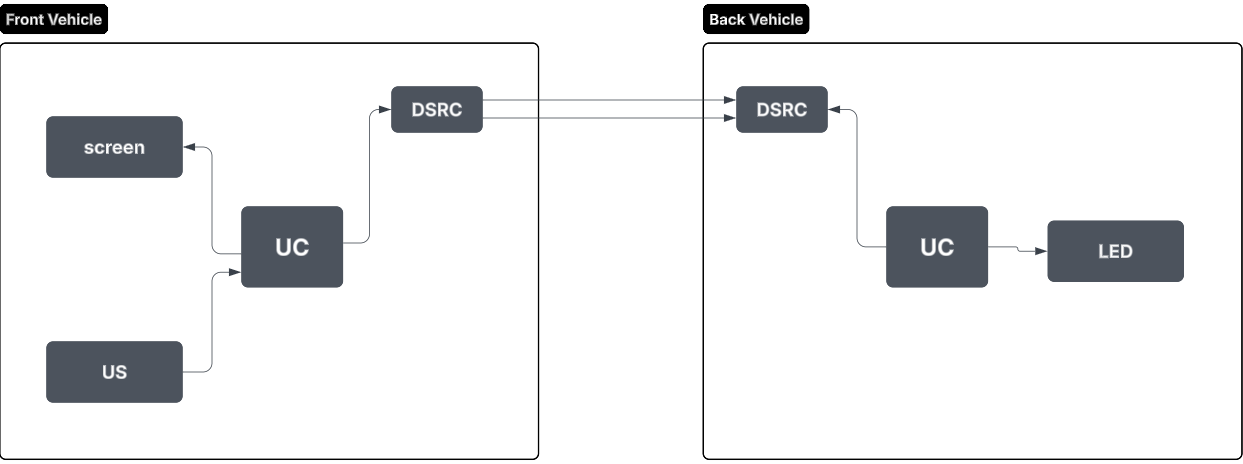 Front Vehicle
Back Vehicle
DSRC
DSRC
screen
UC
UC
LED
US